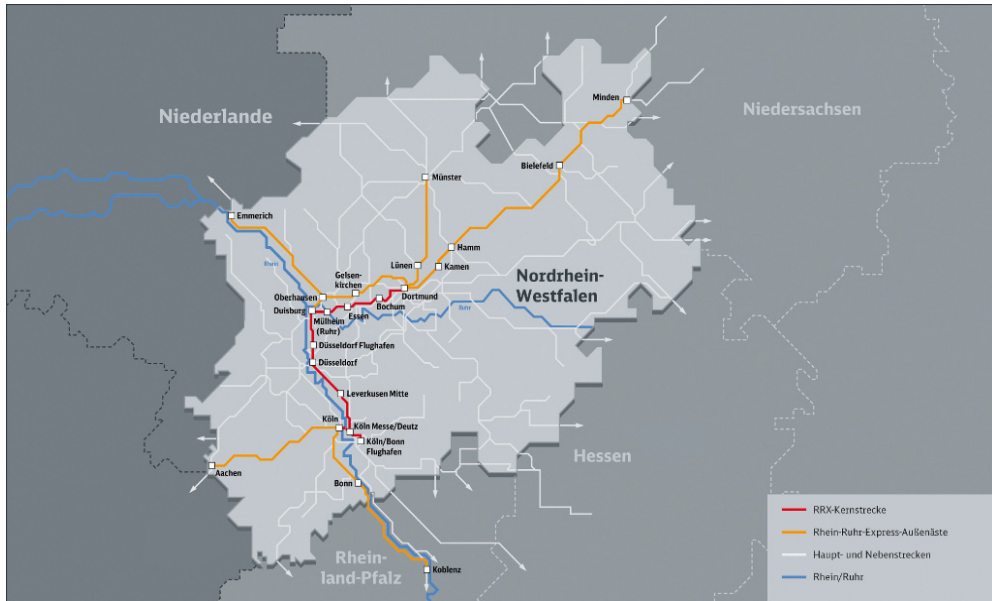 Minden
Niederlande
Niedersachsen
Bielefeld
Münster
Emmerich
Hamm
Lünen
Kamen
Rhein
Gelsen-
kirchen
Nordrhein-
Westfalen
Oberhausen
Dortmund
Bochum
Duisburg
Essen
Ruhr
Mülheim
(Ruhr)
Düsseldorf Flughafen
Düsseldorf
Leverkusen Mitte
Köln
Köln Messe/Deutz
Köln/Bonn
Flughafen
Hessen
Aachen
Bonn
Rhein-
land-Pfalz
Koblenz
RRX-Kernstrecke
Rhein-Ruhr-Express-Außenäste
Haupt- und Nebenstrecken
Rhein/Ruhr